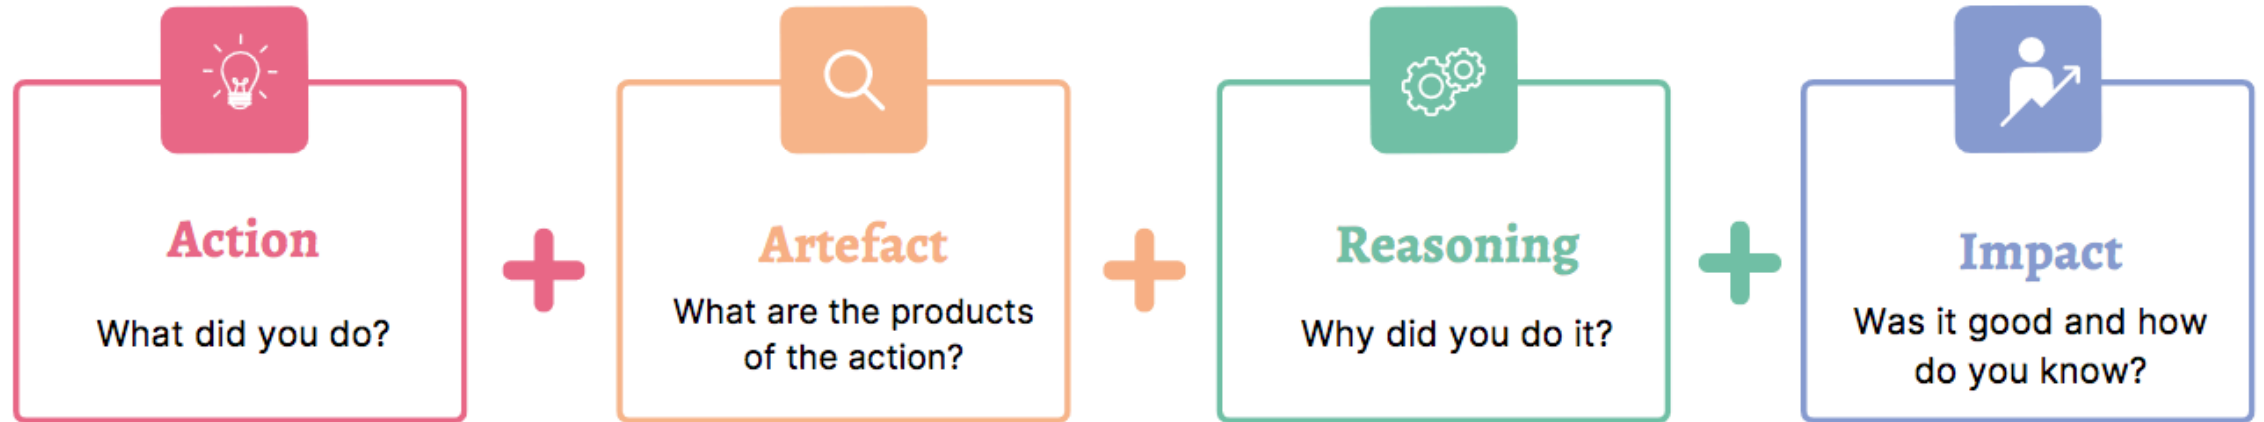 Action
What did you do?
Artefact
What are the products
of the action?
Reasoning
Why did you do it?
Impact
Was it good and how
do you know?